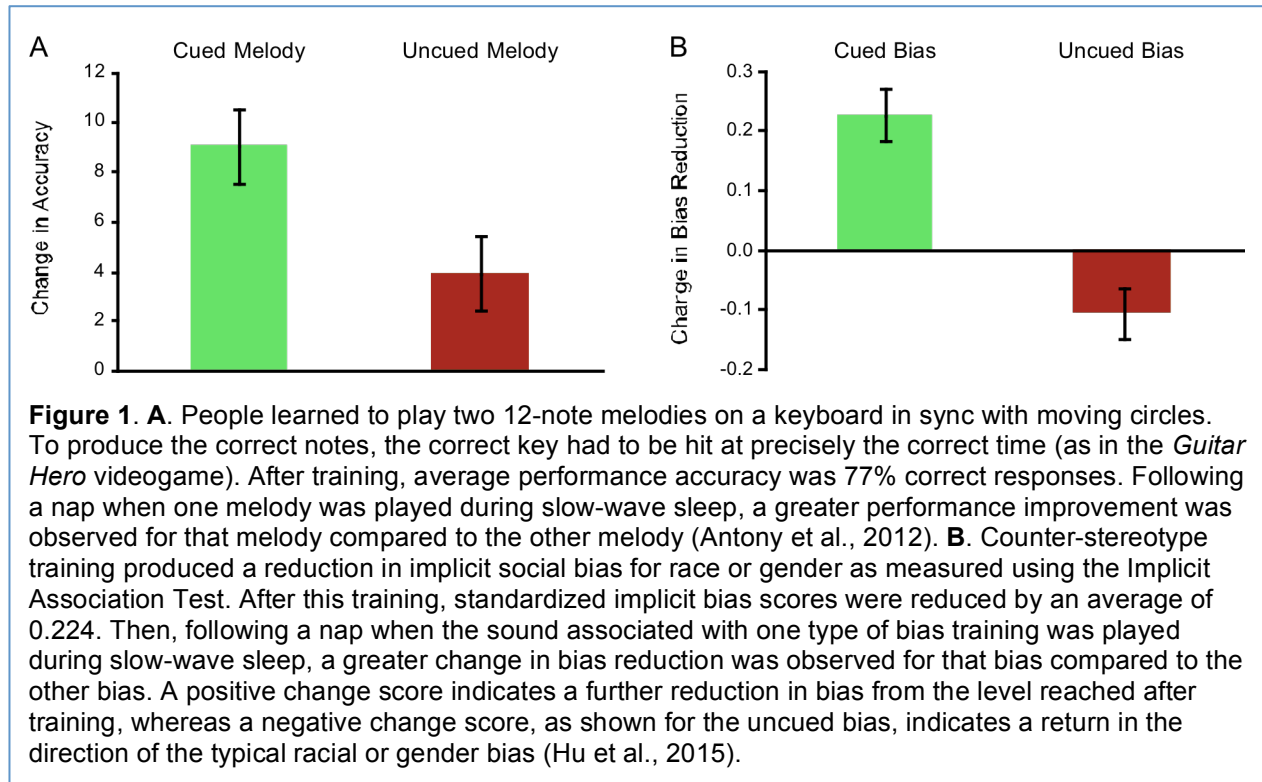 A
Cued Melody
Uncued Melody
12
10
8
6
4
2
0
Change in Accuracy
B
Cued Bias
Uncued Bias
0.3
0.2
0.1
0.0
-0.1
-0.2
Change in Bias Reduction
Figure 1. A. People learned to play two 12-note melodies on a keyboard in sync with moving circles.
To produce the correct notes, the correct key had to be hit at precisely the correct time (as in the Guitar
Hero videogame). After training, average performance accuracy was 77% correct responses. Following
a nap when one melody was played during slow-wave sleep, a greater performance improvement was
observed for that melody compared to the other melody (Antony et al., 2012). B. Counter-stereotype
training produced a reduction in implicit social bias for race or gender as measured using the Implicit
Association Test. After this training, standardized implicit bias scores were reduced by an average of
0.224. Then, following a nap when the sound associated with one type of bias training was played
during slow-wave sleep, a greater change in bias reduction was observed for that bias compared to the
other bias. A positive change score indicates a further reduction in bias from the level reached after
training, whereas a negative change score, as shown for the uncued bias, indicates a return in the
direction of the typical racial or gender bias (Hu et al., 2015).